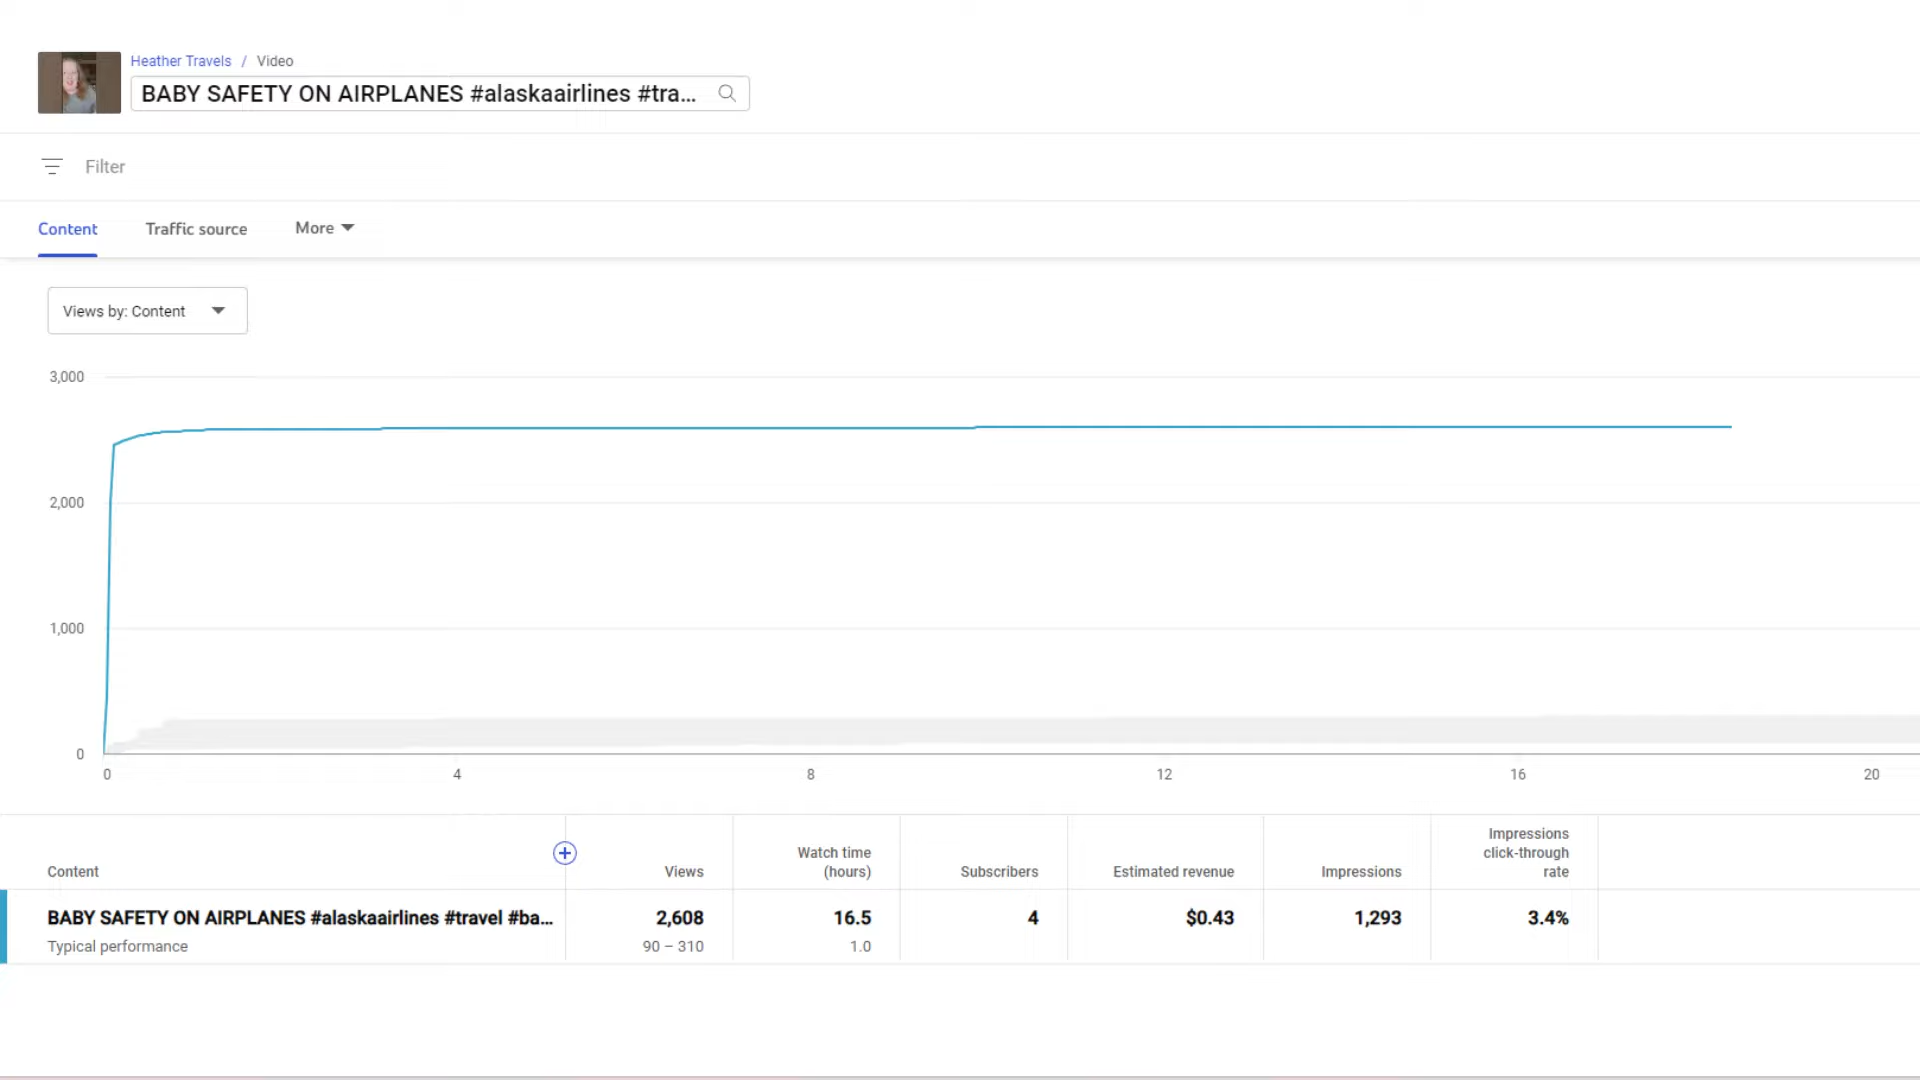 Heather Travels / Video
BABY SAFETY ON AIRPLANES #alaskaairlines #tra...
Filter
Content Traffic source More
Views by: Content
3,000
2,000
1,000
0
0 4 8 12 16 20
Content Views Watch time (hours) Subscribers Estimated revenue Impressions Impressions click-through rate
BABY SAFETY ON AIRPLANES #alaskaairlines #travel #ba... 2,608 16.5 4 $0.43 1,293 3.4%
Typical performance 90 – 310 1.0